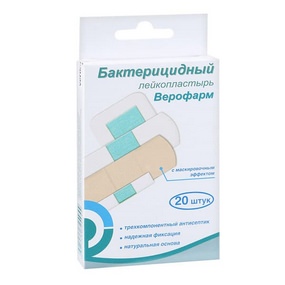 Бактерицидный
лейкопластырь
Верофарм
с маскировочным
эффектом
20 штук
трехкомпонентный антисептик
надежная фиксация
натуральная основа